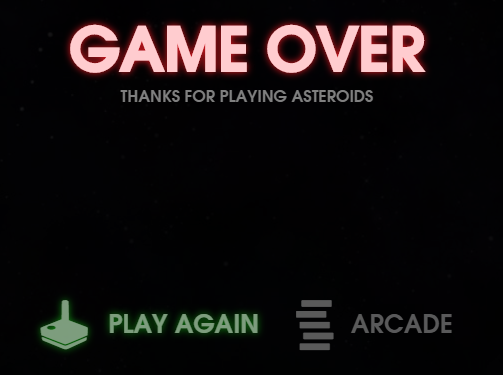 GAME OVER
THANKS FOR PLAYING ASTEROIDS
PLAY AGAIN
ARCADE